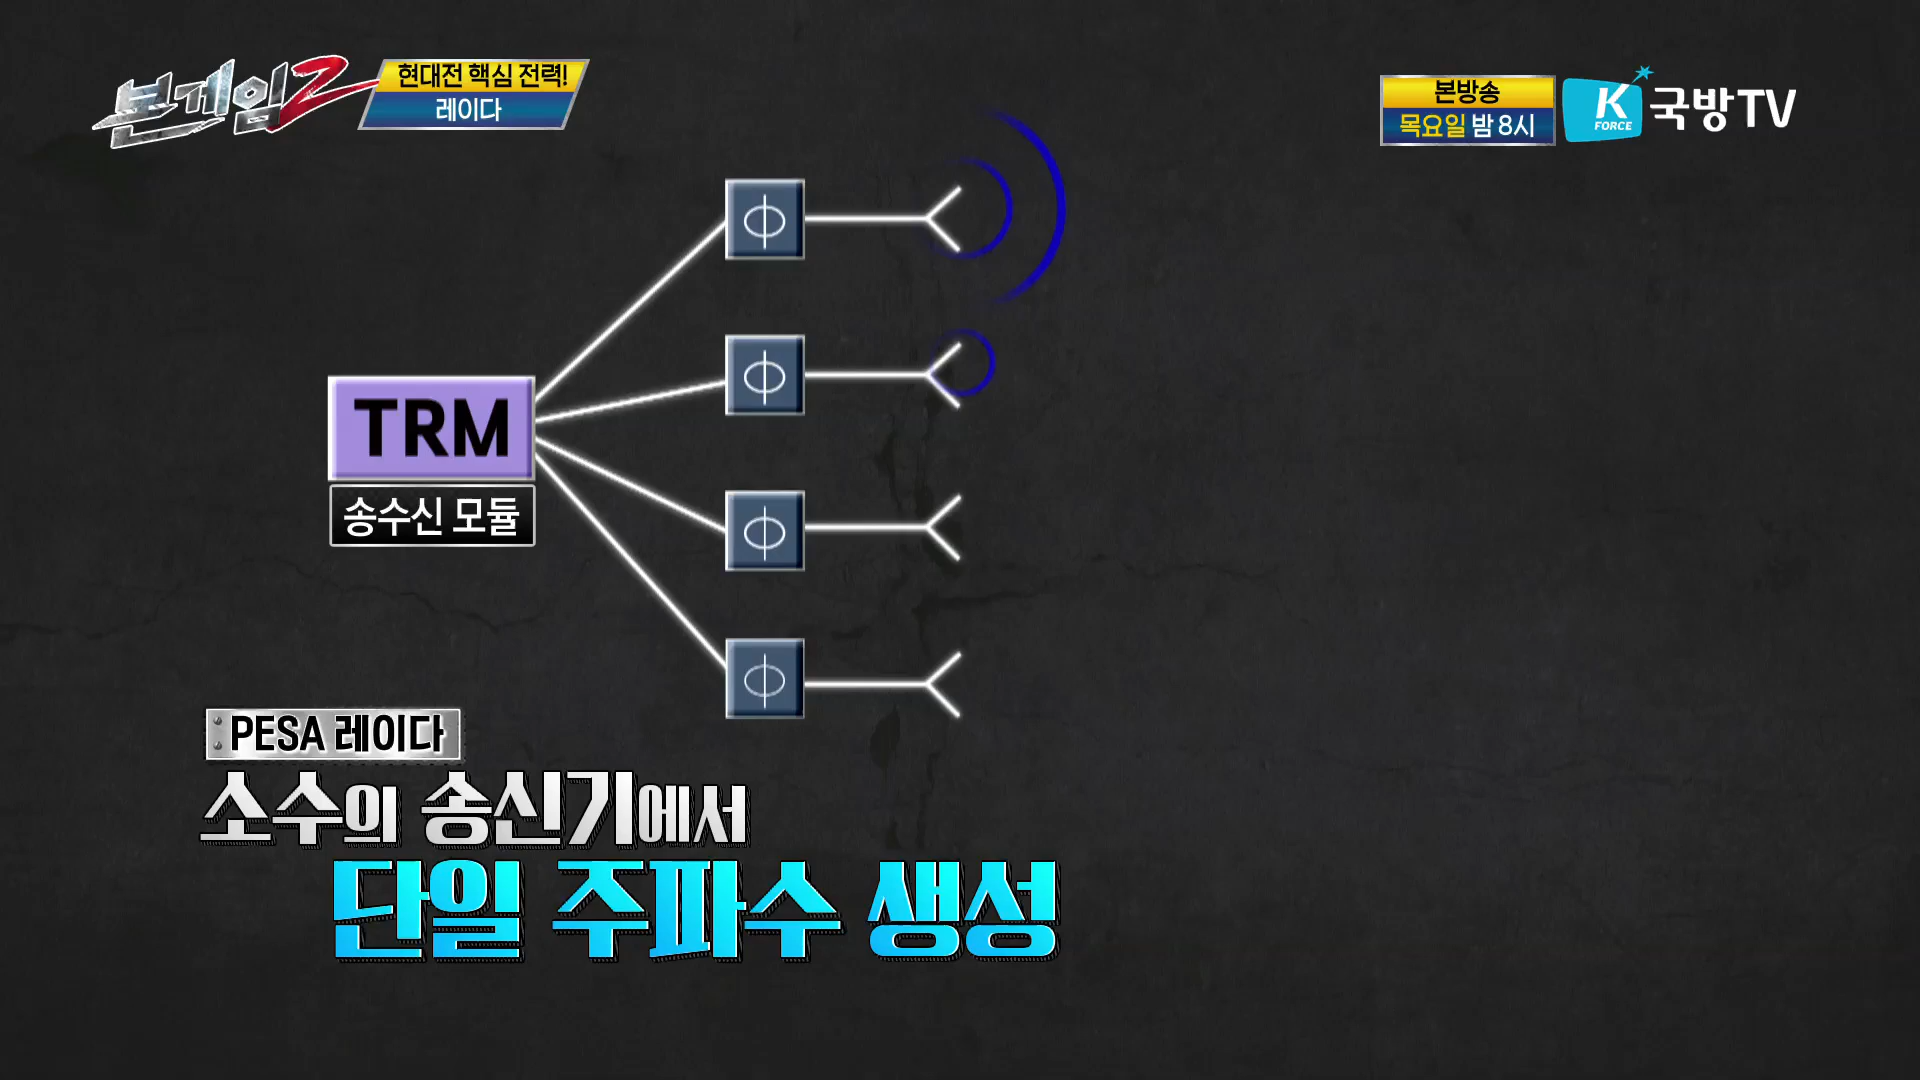 본게임2
현대전 핵심 전력!
레이다
본방송
목요일 밤 8시
K
FORCE
국방TV
TRM
송수신 모듈
PESA 레이다
소수의 송신기에서
단일 주파수 생성